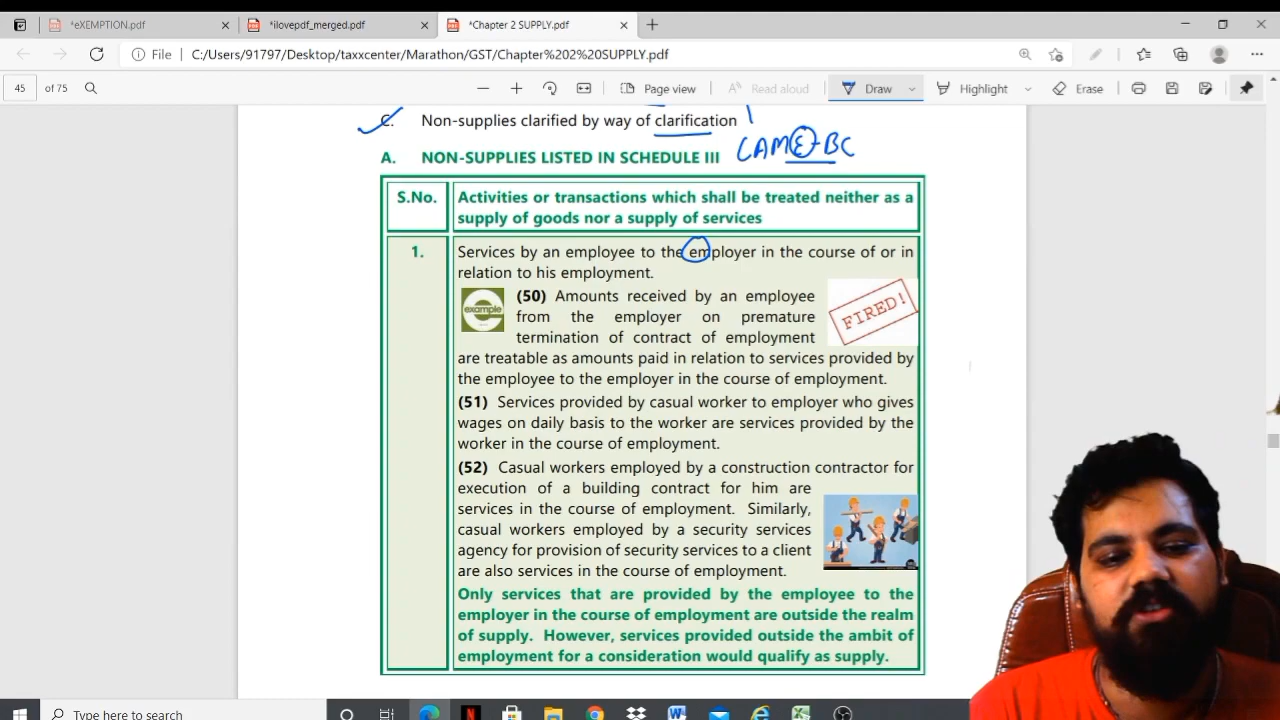 *eXEMPTION.pdf
*ilovepdf_merged.pdf
*Chapter 2 SUPPLY.pdf
File
C:/Users/91797/Desktop/taxxcenter/Marathon/GST/Chapter%202%20SUPPLY.pdf
45 of 75
Page view
Read aloud
Draw
Highlight
Erase
C. Non-supplies clarified by way of clarification
CAME-BC
A. NON-SUPPLIES LISTED IN SCHEDULE III
S.No.
Activities or transactions which shall be treated neither as a
supply of goods nor a supply of services
1.
Services by an employee to the employer in the course of or in
relation to his employment.
example
(50) Amounts received by an employee
from the employer on premature
termination of contract of employment
FIRED!
are treatable as amounts paid in relation to services provided by
the employee to the employer in the course of employment.
(51) Services provided by casual worker to employer who gives
wages on daily basis to the worker are services provided by the
worker in the course of employment.
(52) Casual workers employed by a construction contractor for
execution of a building contract for him are
services in the course of employment. Similarly,
casual workers employed by a security services
agency for provision of security services to a client
are also services in the course of employment.
Only services that are provided by the employee to the
employer in the course of employment are outside the realm
of supply. However, services provided outside the ambit of
employment for a consideration would qualify as supply.
Type here to search